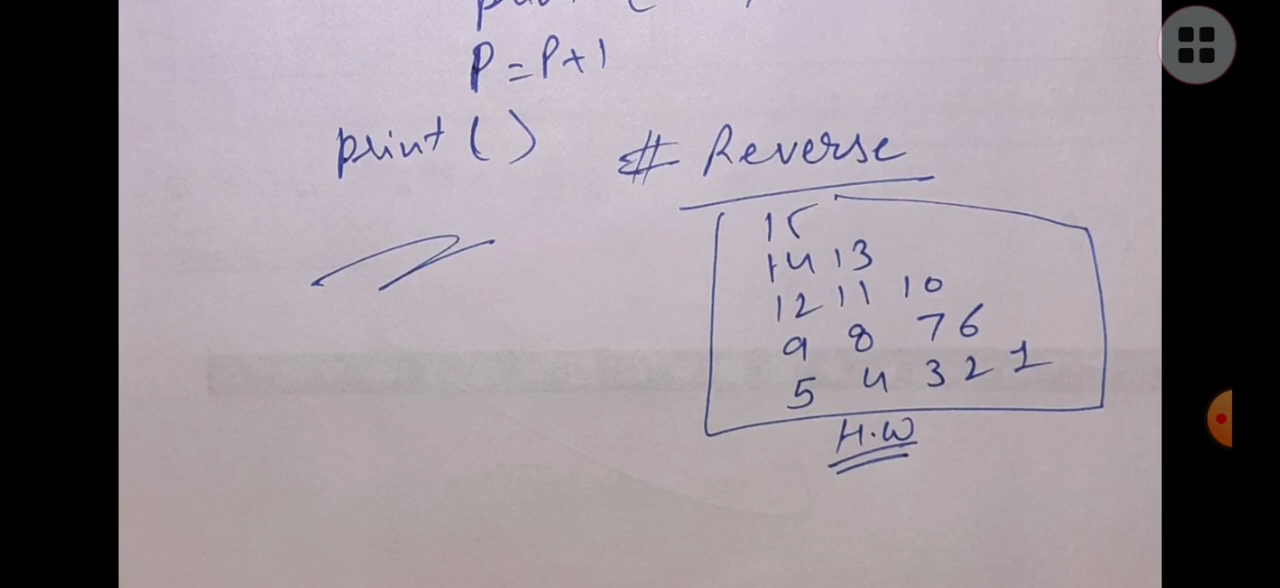 P = P+1
print ( )
# Reverse
15
14 13
12 11 10
9 8 7 6
5 4 3 2 1
H.W